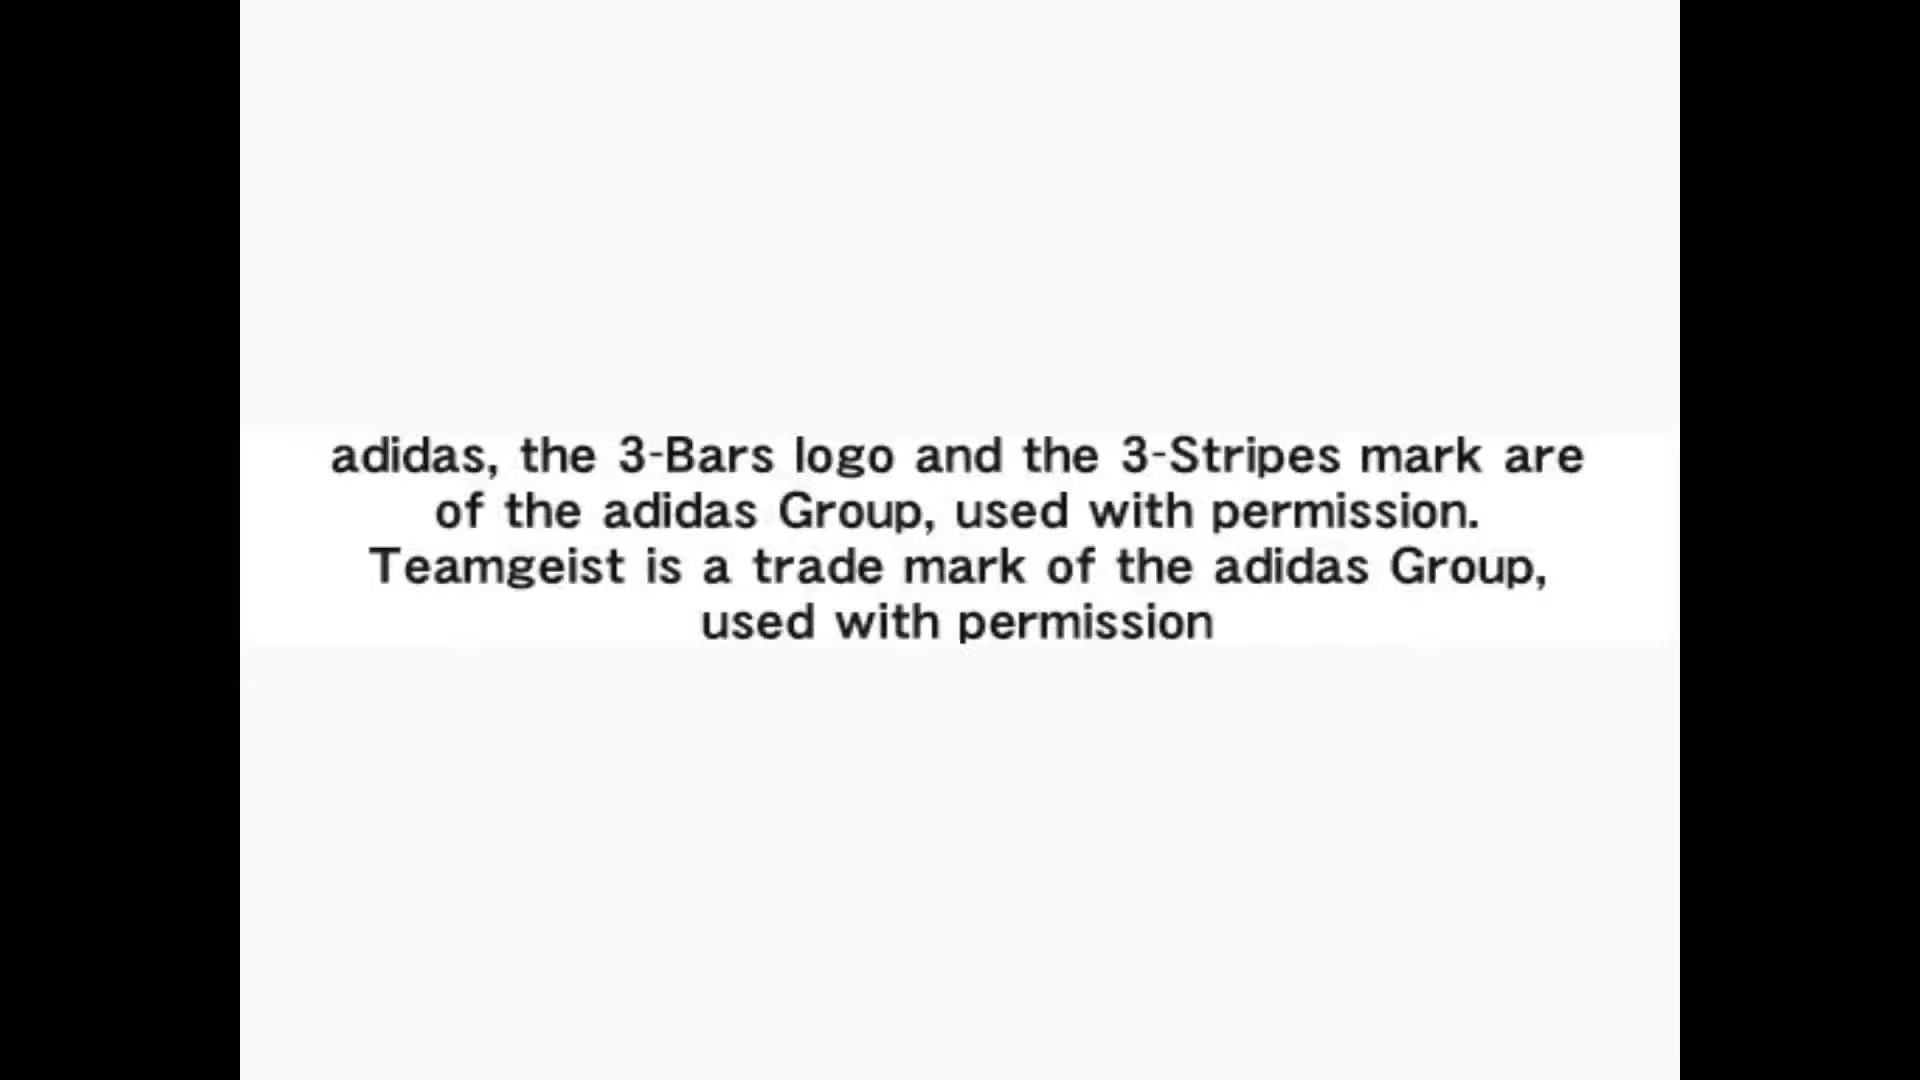 adidas, the 3-Bars logo and the 3-Stripes mark are
of the adidas Group, used with permission.
Teamgeist is a trade mark of the adidas Group,
used with permission